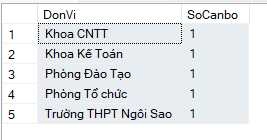 DonVi SoCanbo
1 Khoa CNTT 1
2 Khoa Kế Toán 1
3 Phòng Đào Tạo 1
4 Phòng Tổ chức 1
5 Trường THPT Ngôi Sao 1